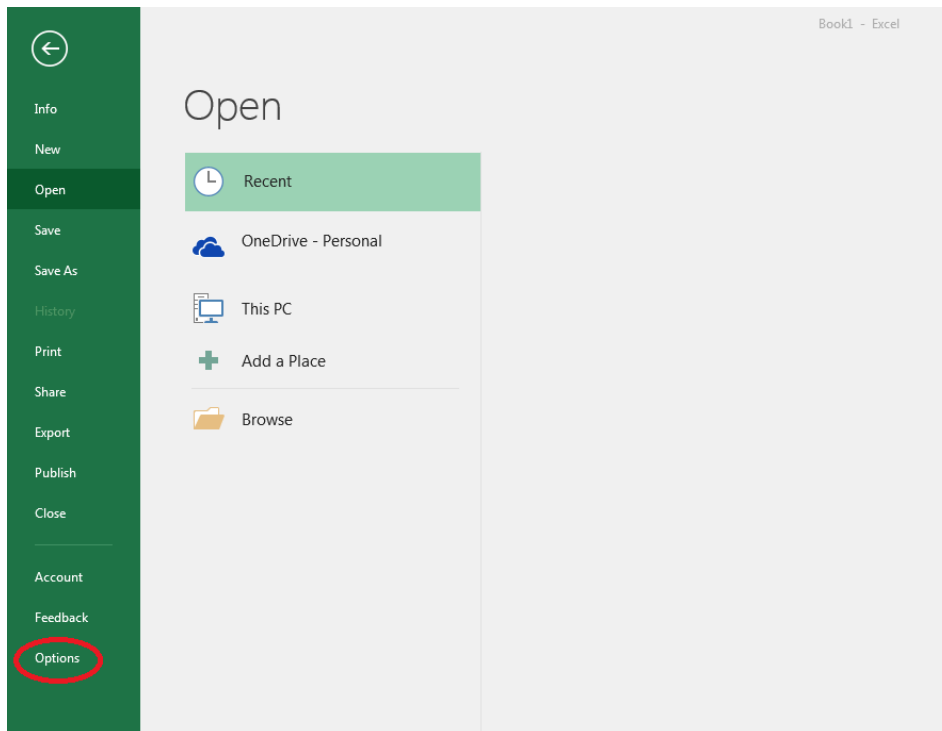 Book1 - Excel
Info
New
Open
Save
Save As
History
Print
Share
Export
Publish
Close
Account
Feedback
Options
Open
Recent
OneDrive - Personal
This PC
Add a Place
Browse